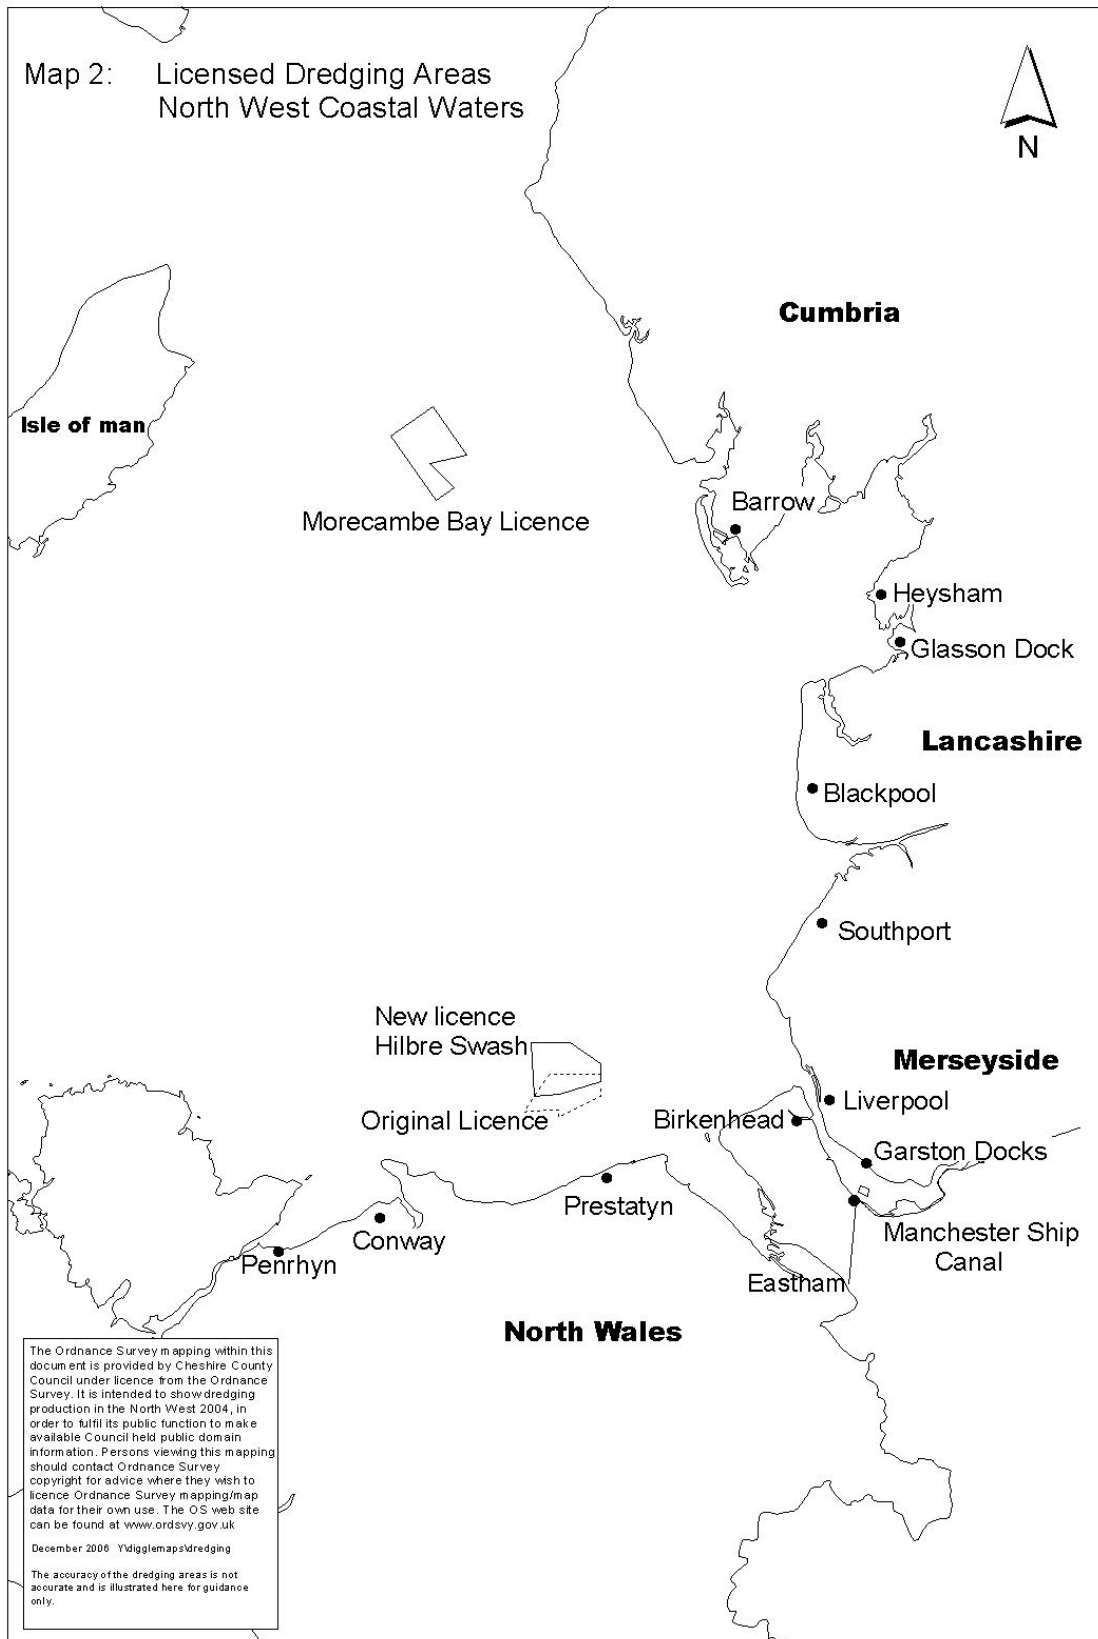 Map 2: Licensed Dredging Areas
North West Coastal Waters
N
Cumbria
Isle of man
Morecambe Bay Licence
Barrow
Heysham
Glasson Dock
Lancashire
Blackpool
Southport
New licence
Hilbre Swash
Merseyside
Original Licence
Liverpool
Birkenhead
Garston Docks
Prestatyn
Conway
Penrhyn
Manchester Ship
Canal
Eastham
North Wales
The Ordnance Survey mapping within this
document is provided by Cheshire County
Council under licence from the Ordnance
Survey. It is intended to show dredging
production in the North West 2004, in
order to fulfil its public function to make
available Council held public domain
information. Persons viewing this mapping
should contact Ordnance Survey
copyright for advice where they wish to
licence Ordnance Survey mapping/map
data for their own use. The OS web site
can be found at www.ordsvy.gov.uk
December 2006 Y\digglemaps\dredging
The accuracy of the dredging areas is not
accurate and is illustrated here for guidance
only.